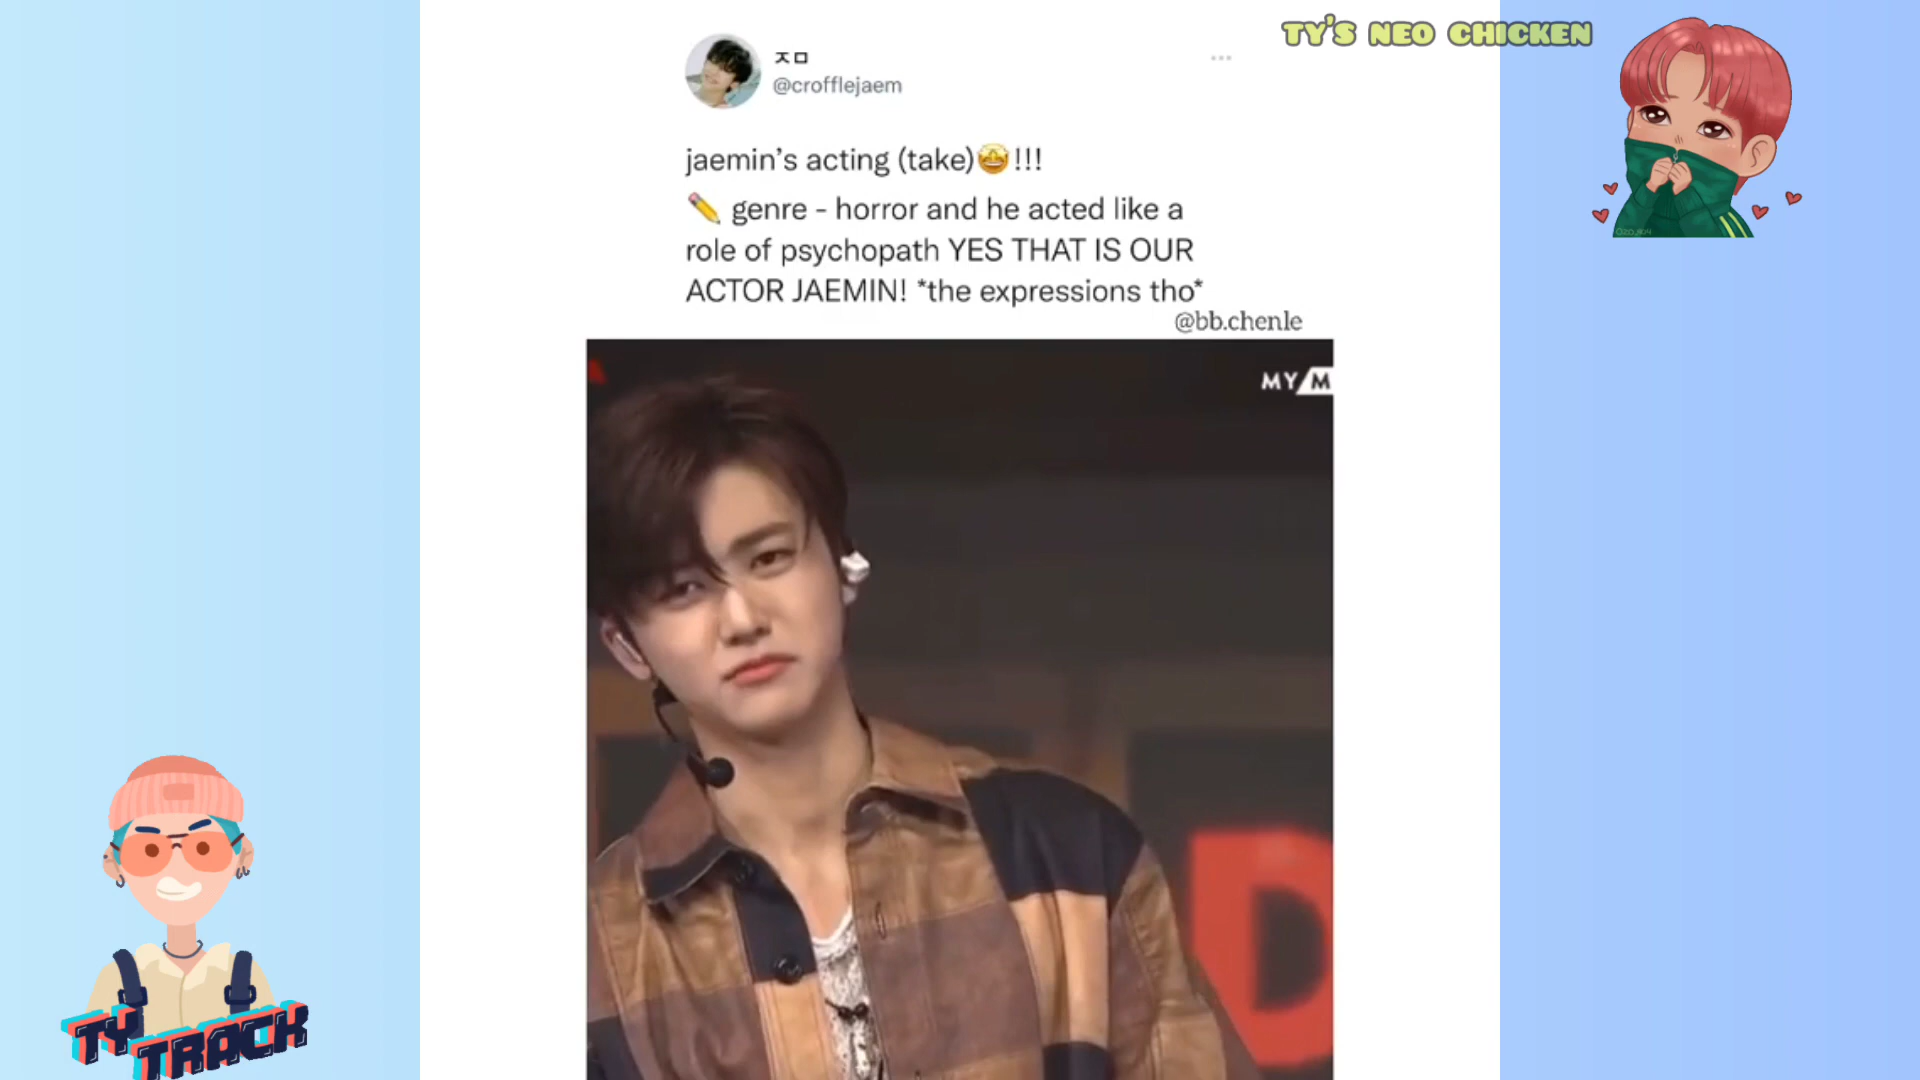 TY'S NEO CHICKEN
ㅈㅁ
@crofflejaem
jaemin's acting (take)🤩!!!
✏️ genre - horror and he acted like a
role of psychopath YES THAT IS OUR
ACTOR JAEMIN! *the expressions tho*
@bb.chenle
MY M
D
TY
TRACK